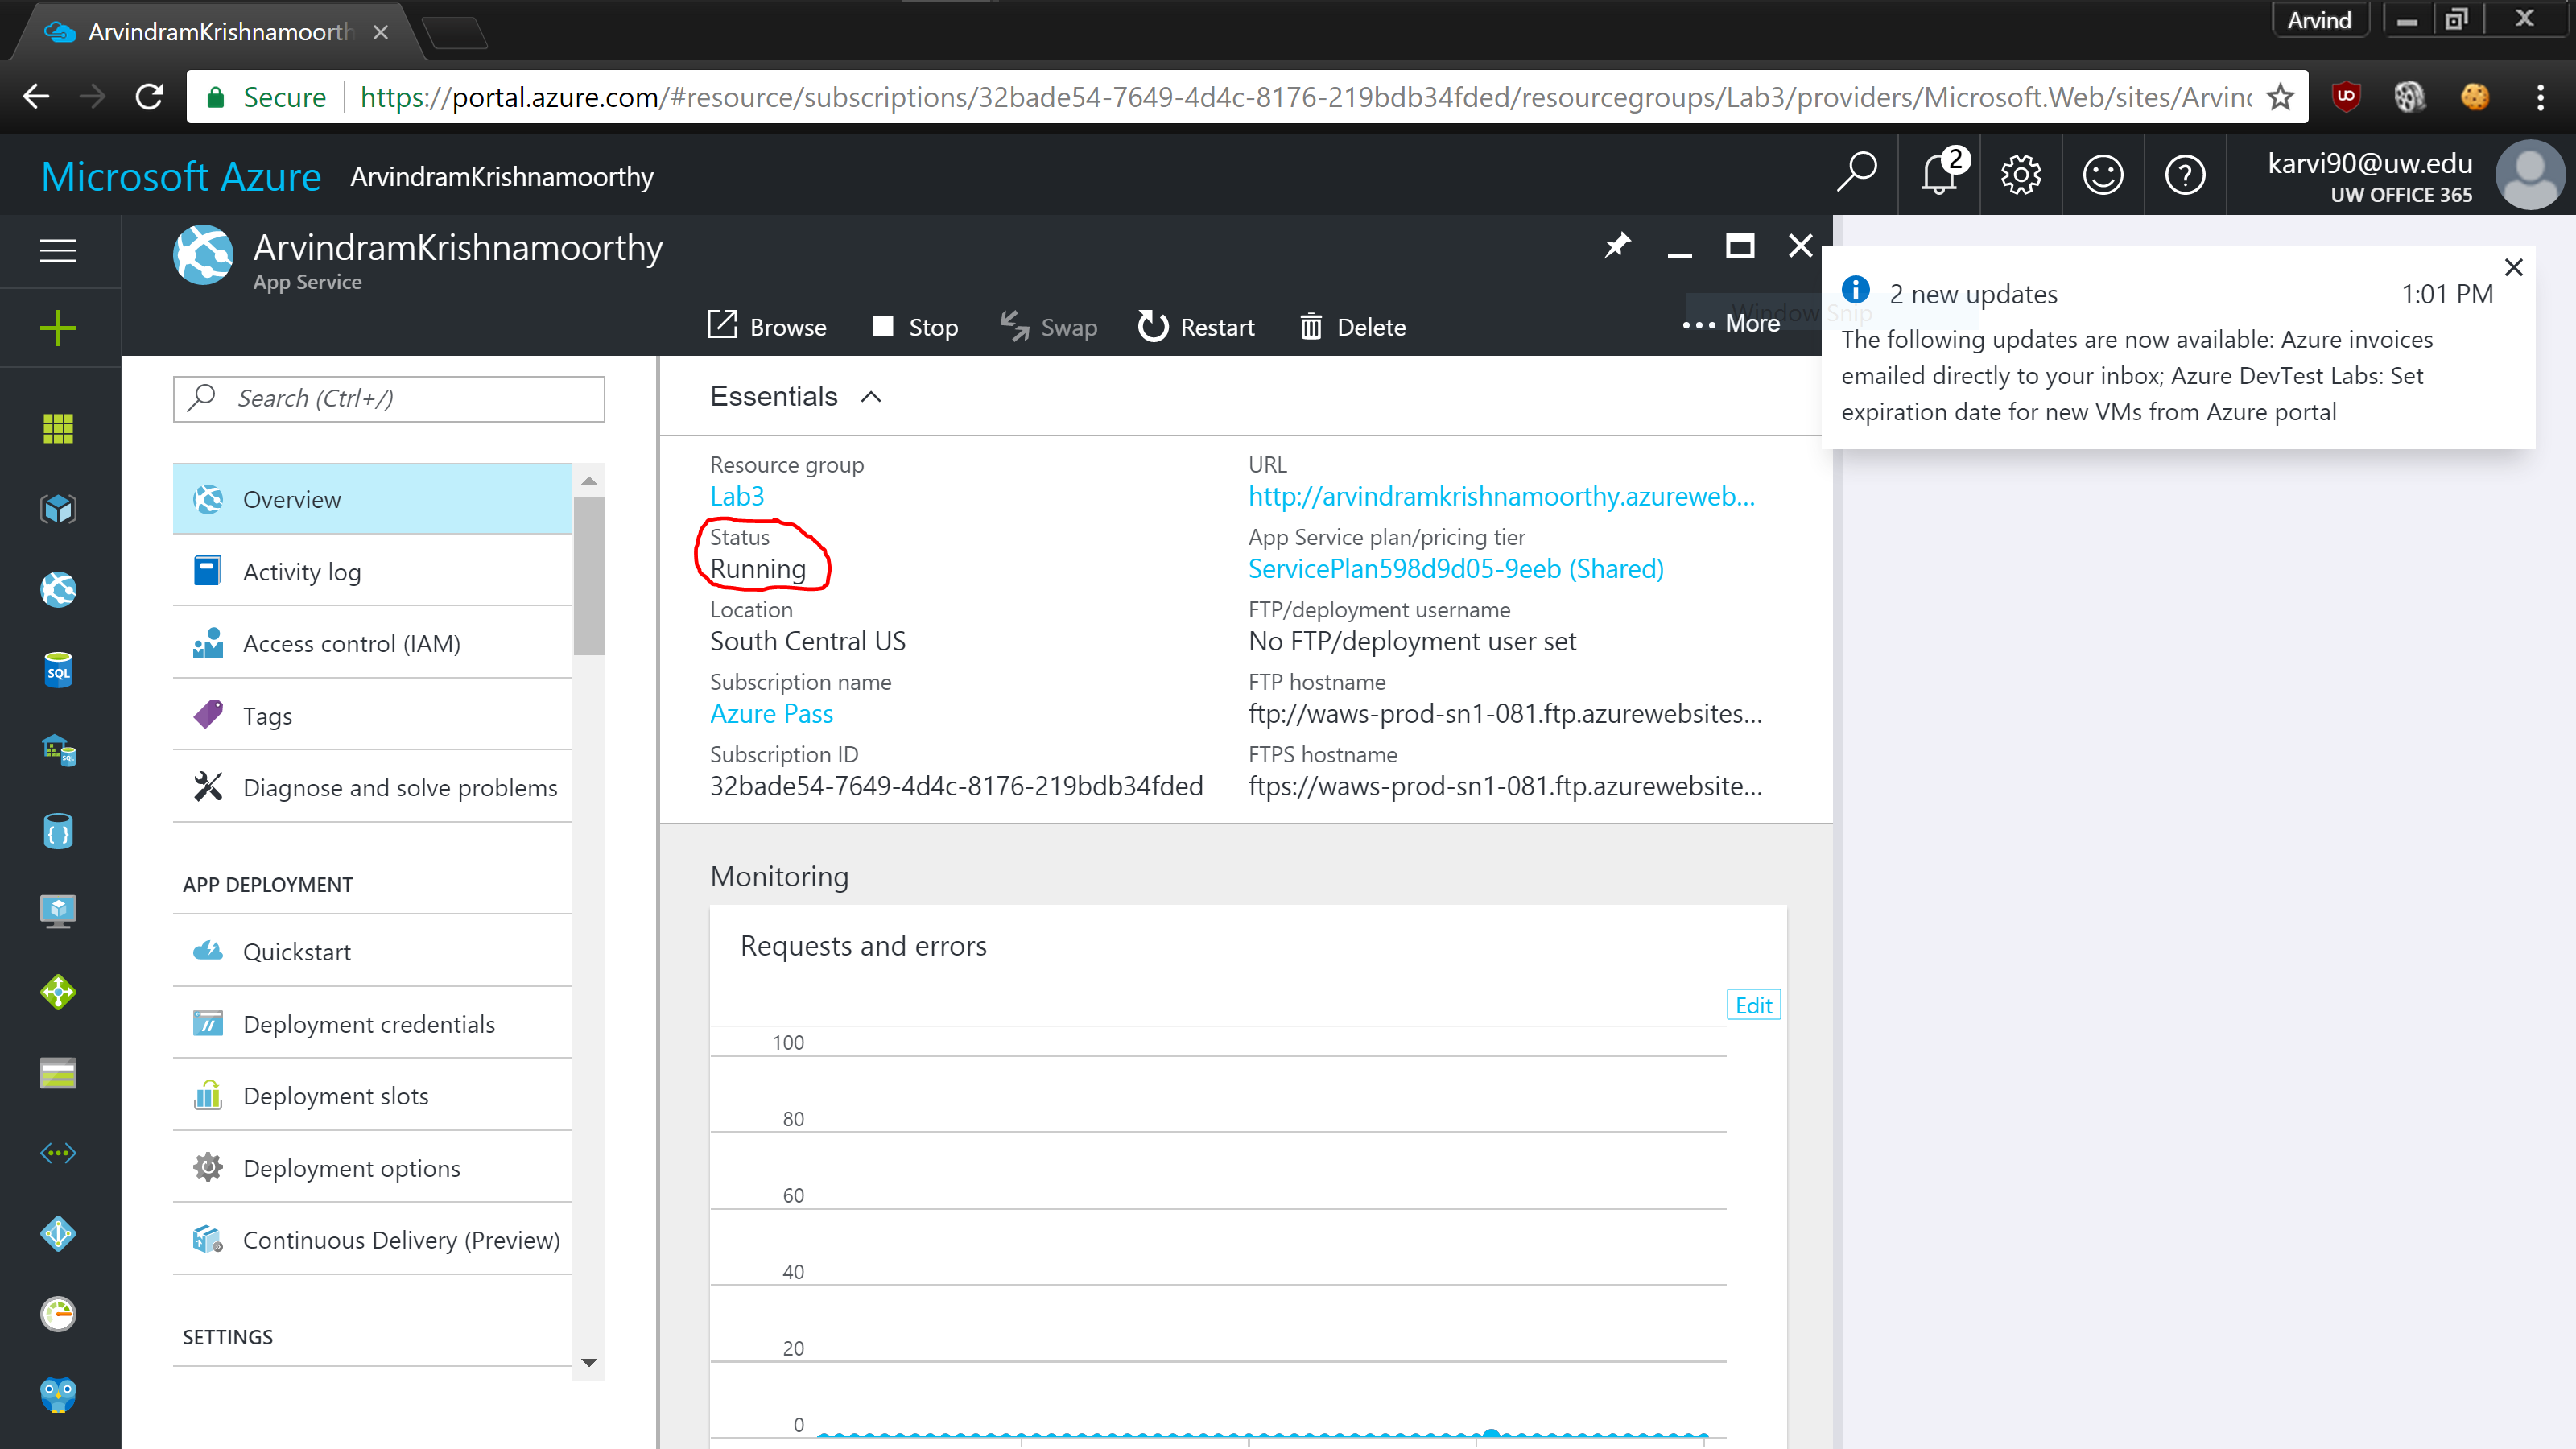 ArvindramKrishnamoorth
Arvind
Secure
https://portal.azure.com/#resource/subscriptions/32bade54-7649-4d4c-8176-219bdb34fded/resourcegroups/Lab3/providers/Microsoft.Web/sites/Arvinc
Microsoft Azure ArvindramKrishnamoorthy
2
karvi90@uw.edu
UW OFFICE 365
ArvindramKrishnamoorthy
App Service
Browse Stop Swap Restart Delete
More
Window Snip
2 new updates 1:01 PM
The following updates are now available: Azure invoices
emailed directly to your inbox; Azure DevTest Labs: Set
expiration date for new VMs from Azure portal
Search (Ctrl+/)
Overview
Activity log
Access control (IAM)
Tags
Diagnose and solve problems
APP DEPLOYMENT
Quickstart
Deployment credentials
Deployment slots
Deployment options
Continuous Delivery (Preview)
SETTINGS
SQL
SQL
Essentials
Resource group
Lab3
Status
Running
Location
South Central US
Subscription name
Azure Pass
Subscription ID
32bade54-7649-4d4c-8176-219bdb34fded
URL
http://arvindramkrishnamoorthy.azureweb...
App Service plan/pricing tier
ServicePlan598d9d05-9eeb (Shared)
FTP/deployment username
No FTP/deployment user set
FTP hostname
ftp://waws-prod-sn1-081.ftp.azurewebsites...
FTPS hostname
ftps://waws-prod-sn1-081.ftp.azurewebsite...
Monitoring
Requests and errors
Edit
100
80
60
40
20
0